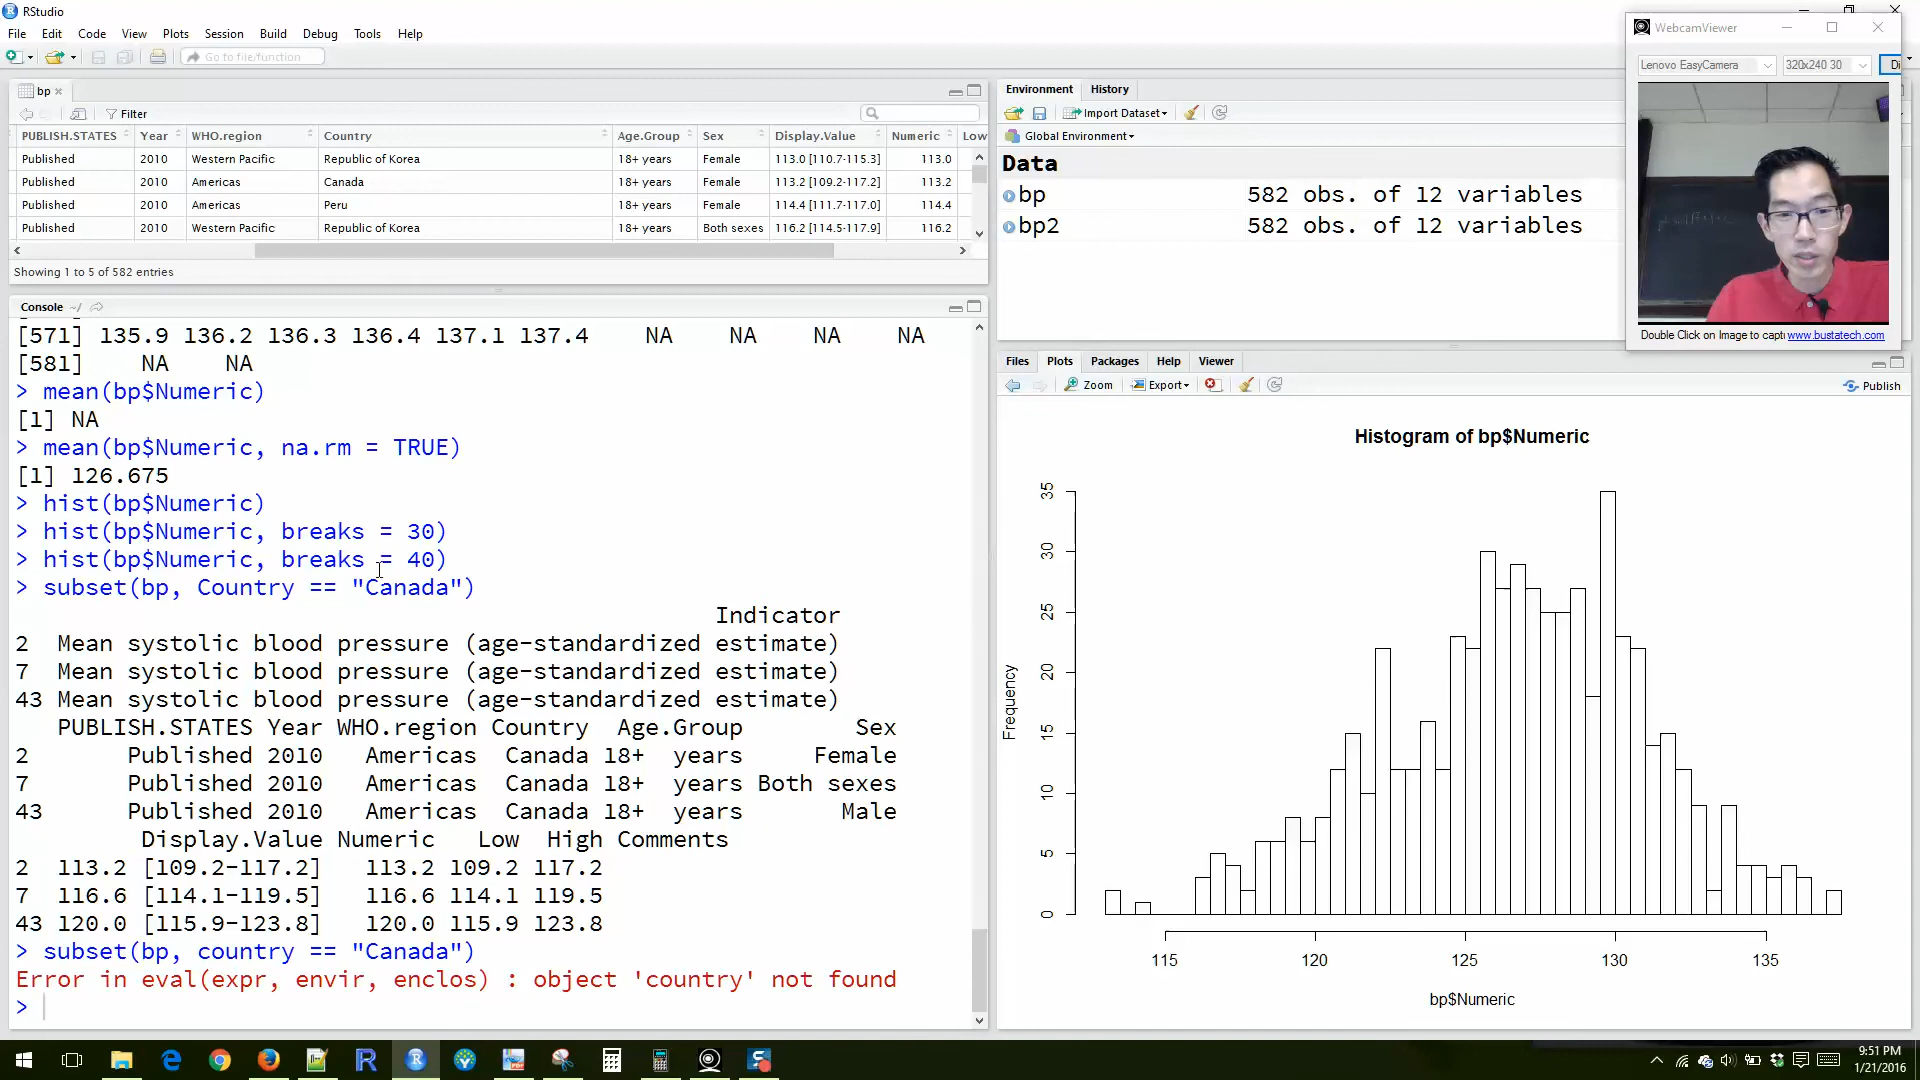 RStudio
File Edit Code View Plots Session Build Debug Tools Help
Go to file/function
bp
Filter
PUBLISH.STATES Year WHO.region Country Age.Group Sex Display.Value Numeric Low
Published 2010 Western Pacific Republic of Korea 18+ years Female 113.0 [110.7-115.3] 113.0
Published 2010 Americas Canada 18+ years Female 113.2 [109.2-117.2] 113.2
Published 2010 Americas Peru 18+ years Female 114.4 [111.7-117.0] 114.4
Published 2010 Western Pacific Republic of Korea 18+ years Both sexes 116.2 [114.5-117.9] 116.2
Showing 1 to 5 of 582 entries
Console ~/
[571] 135.9 136.2 136.3 136.4 137.1 137.4 NA NA NA NA
[581] NA NA
> mean(bp$Numeric)
[1] NA
> mean(bp$Numeric, na.rm = TRUE)
[1] 126.675
> hist(bp$Numeric)
> hist(bp$Numeric, breaks = 30)
> hist(bp$Numeric, breaks = 40)
> subset(bp, Country == "Canada")
Indicator
2 Mean systolic blood pressure (age-standardized estimate)
7 Mean systolic blood pressure (age-standardized estimate)
43 Mean systolic blood pressure (age-standardized estimate)
PUBLISH.STATES Year WHO.region Country Age.Group Sex
2 Published 2010 Americas Canada 18+ years Female
7 Published 2010 Americas Canada 18+ years Both sexes
43 Published 2010 Americas Canada 18+ years Male
Display.Value Numeric Low High Comments
2 113.2 [109.2-117.2] 113.2 109.2 117.2
7 116.6 [114.1-119.5] 116.6 114.1 119.5
43 120.0 [115.9-123.8] 120.0 115.9 123.8
> subset(bp, country == "Canada")
Error in eval(expr, envir, enclos) : object 'country' not found
>
Environment History
Import Dataset
Global Environment
Data
bp 582 obs. of 12 variables
bp2 582 obs. of 12 variables
WebcamViewer
Lenovo EasyCamera 320x240 30 Di
Double Click on Image to captu www.bustatech.com
Files Plots Packages Help Viewer
Zoom Export Publish
Histogram of bp$Numeric
Frequency
35
30
25
20
15
10
5
0
115 120 125 130 135
bp$Numeric
9:51 PM
1/21/2016